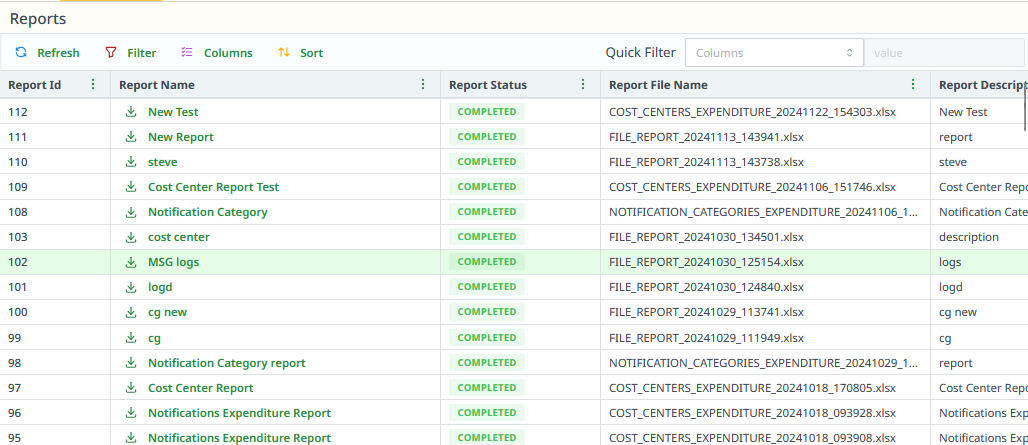 Reports
Refresh Filter Columns Sort Quick Filter Columns value
Report Id Report Name Report Status Report File Name Report Descript
112 New Test COMPLETED COST_CENTERS_EXPENDITURE_20241122_154303.xlsx New Test
111 New Report COMPLETED FILE_REPORT_20241113_143941.xlsx report
110 steve COMPLETED FILE_REPORT_20241113_143738.xlsx steve
109 Cost Center Report Test COMPLETED COST_CENTERS_EXPENDITURE_20241106_151746.xlsx Cost Center Repo
108 Notification Category COMPLETED NOTIFICATION_CATEGORIES_EXPENDITURE_20241106_1... Notification Cate
103 cost center COMPLETED FILE_REPORT_20241030_134501.xlsx description
102 MSG logs COMPLETED FILE_REPORT_20241030_125154.xlsx logs
101 logd COMPLETED FILE_REPORT_20241030_124840.xlsx logd
100 cg new COMPLETED FILE_REPORT_20241029_113741.xlsx cg new
99 cg COMPLETED FILE_REPORT_20241029_111949.xlsx cg
98 Notification Category report COMPLETED NOTIFICATION_CATEGORIES_EXPENDITURE_20241029_1... report
97 Cost Center Report COMPLETED COST_CENTERS_EXPENDITURE_20241018_170805.xlsx Cost Center Repo
96 Notifications Expenditure Report COMPLETED COST_CENTERS_EXPENDITURE_20241018_093928.xlsx Notifications Exp
95 Notifications Expenditure Report COMPLETED COST_CENTERS_EXPENDITURE_20241018_093908.xlsx Notifications Exp